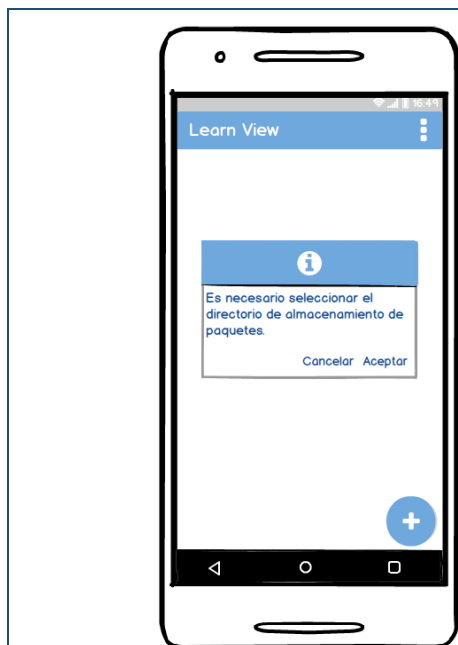 16:49
Learn View
Es necesario seleccionar el
directorio de almacenamiento de
paquetes.
Cancelar Aceptar